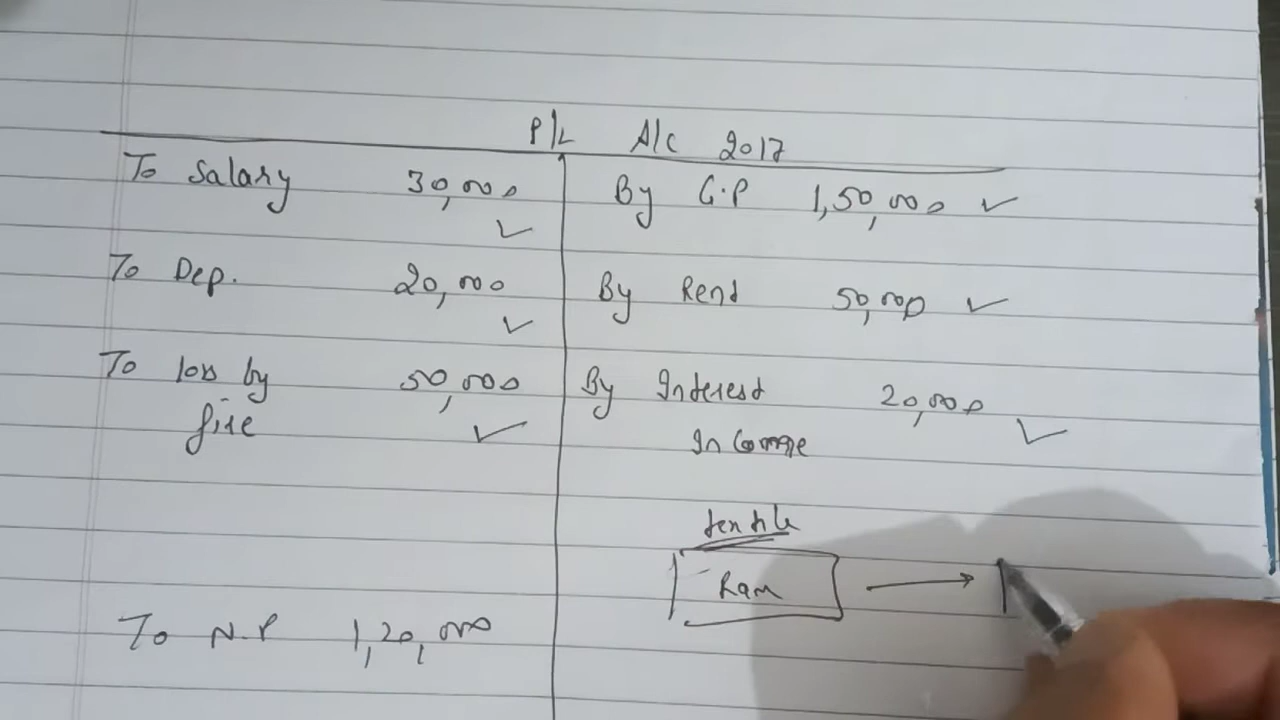 P/L A/C 2017
To Salary 30,000 By G.P 1,50,000
To Dep. 20,000 By Rent 50,000
To loss by 50,000 By Interest 20,000
fire Income
textile
Ram
To N.P 1,20,000